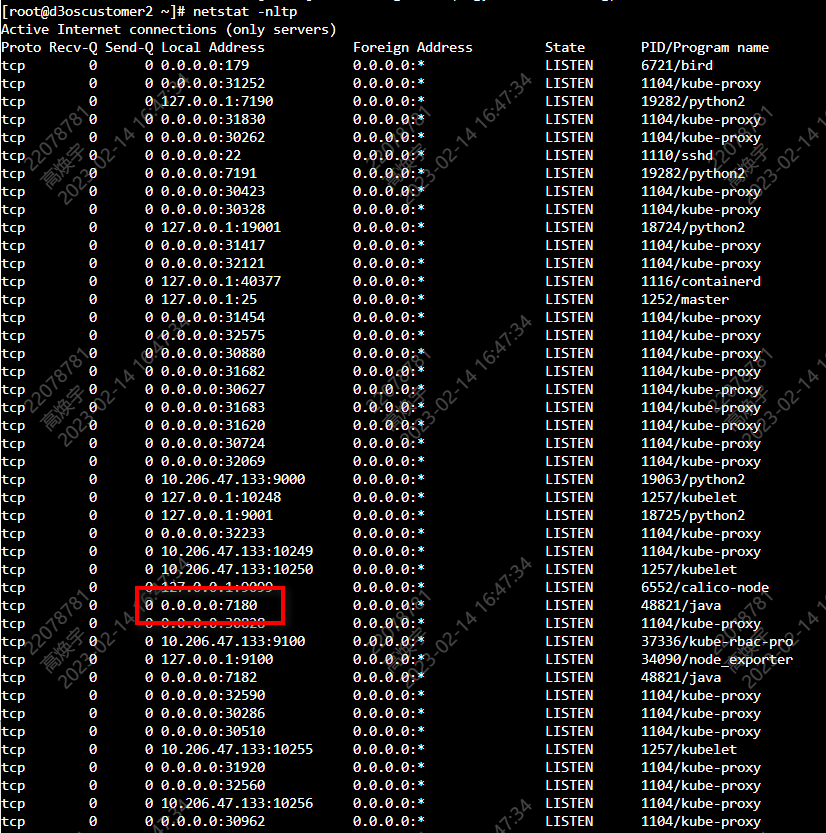 [root@d3oscustomer2 ~]# netstat -nltp
Active Internet connections (only servers)
Proto Recv-Q Send-Q Local Address Foreign Address State PID/Program name
tcp 0 0 0.0.0.0:179 0.0.0.0:* LISTEN 6721/bird
tcp 0 0 0.0.0.0:31252 0.0.0.0:* LISTEN 1104/kube-proxy
tcp 0 0 127.0.0.1:7190 0.0.0.0:* LISTEN 19282/python2
tcp 0 0 0.0.0.0:31830 0.0.0.0:* LISTEN 1104/kube-proxy
tcp 0 0 0.0.0.0:30262 0.0.0.0:* LISTEN 1104/kube-proxy
tcp 0 0 0.0.0.0:22 0.0.0.0:* LISTEN 1110/sshd
tcp 0 0 0.0.0.0:7191 0.0.0.0:* LISTEN 19282/python2
tcp 0 0 0.0.0.0:30423 0.0.0.0:* LISTEN 1104/kube-proxy
tcp 0 0 0.0.0.0:30328 0.0.0.0:* LISTEN 1104/kube-proxy
tcp 0 0 127.0.0.1:19001 0.0.0.0:* LISTEN 18724/python2
tcp 0 0 0.0.0.0:31417 0.0.0.0:* LISTEN 1104/kube-proxy
tcp 0 0 0.0.0.0:32121 0.0.0.0:* LISTEN 1104/kube-proxy
tcp 0 0 127.0.0.1:40377 0.0.0.0:* LISTEN 1116/containerd
tcp 0 0 127.0.0.1:25 0.0.0.0:* LISTEN 1252/master
tcp 0 0 0.0.0.0:31454 0.0.0.0:* LISTEN 1104/kube-proxy
tcp 0 0 0.0.0.0:32575 0.0.0.0:* LISTEN 1104/kube-proxy
tcp 0 0 0.0.0.0:30880 0.0.0.0:* LISTEN 1104/kube-proxy
tcp 0 0 0.0.0.0:31682 0.0.0.0:* LISTEN 1104/kube-proxy
tcp 0 0 0.0.0.0:30627 0.0.0.0:* LISTEN 1104/kube-proxy
tcp 0 0 0.0.0.0:31683 0.0.0.0:* LISTEN 1104/kube-proxy
tcp 0 0 0.0.0.0:31620 0.0.0.0:* LISTEN 1104/kube-proxy
tcp 0 0 0.0.0.0:30724 0.0.0.0:* LISTEN 1104/kube-proxy
tcp 0 0 0.0.0.0:32069 0.0.0.0:* LISTEN 1104/kube-proxy
tcp 0 0 10.206.47.133:9000 0.0.0.0:* LISTEN 19063/python2
tcp 0 0 127.0.0.1:10248 0.0.0.0:* LISTEN 1257/kubelet
tcp 0 0 127.0.0.1:9001 0.0.0.0:* LISTEN 18725/python2
tcp 0 0 0.0.0.0:32233 0.0.0.0:* LISTEN 1104/kube-proxy
tcp 0 0 10.206.47.133:10249 0.0.0.0:* LISTEN 1104/kube-proxy
tcp 0 0 10.206.47.133:10250 0.0.0.0:* LISTEN 1257/kubelet
tcp 0 0 127.0.0.1:9099 0.0.0.0:* LISTEN 6552/calico-node
tcp 0 0 0.0.0.0:7180 0.0.0.0:* LISTEN 48821/java
tcp 0 0 0.0.0.0:30828 0.0.0.0:* LISTEN 1104/kube-proxy
tcp 0 0 10.206.47.133:9100 0.0.0.0:* LISTEN 37336/kube-rbac-pro
tcp 0 0 127.0.0.1:9100 0.0.0.0:* LISTEN 34090/node_exporter
tcp 0 0 0.0.0.0:7182 0.0.0.0:* LISTEN 48821/java
tcp 0 0 0.0.0.0:32590 0.0.0.0:* LISTEN 1104/kube-proxy
tcp 0 0 0.0.0.0:30286 0.0.0.0:* LISTEN 1104/kube-proxy
tcp 0 0 0.0.0.0:30510 0.0.0.0:* LISTEN 1104/kube-proxy
tcp 0 0 10.206.47.133:10255 0.0.0.0:* LISTEN 1257/kubelet
tcp 0 0 0.0.0.0:31920 0.0.0.0:* LISTEN 1104/kube-proxy
tcp 0 0 0.0.0.0:32560 0.0.0.0:* LISTEN 1104/kube-proxy
tcp 0 0 10.206.47.133:10256 0.0.0.0:* LISTEN 1104/kube-proxy
tcp 0 0 0.0.0.0:30962 0.0.0.0:* LISTEN 1104/kube-proxy
22078781
高焕宇
2023-02-14 16:47:34